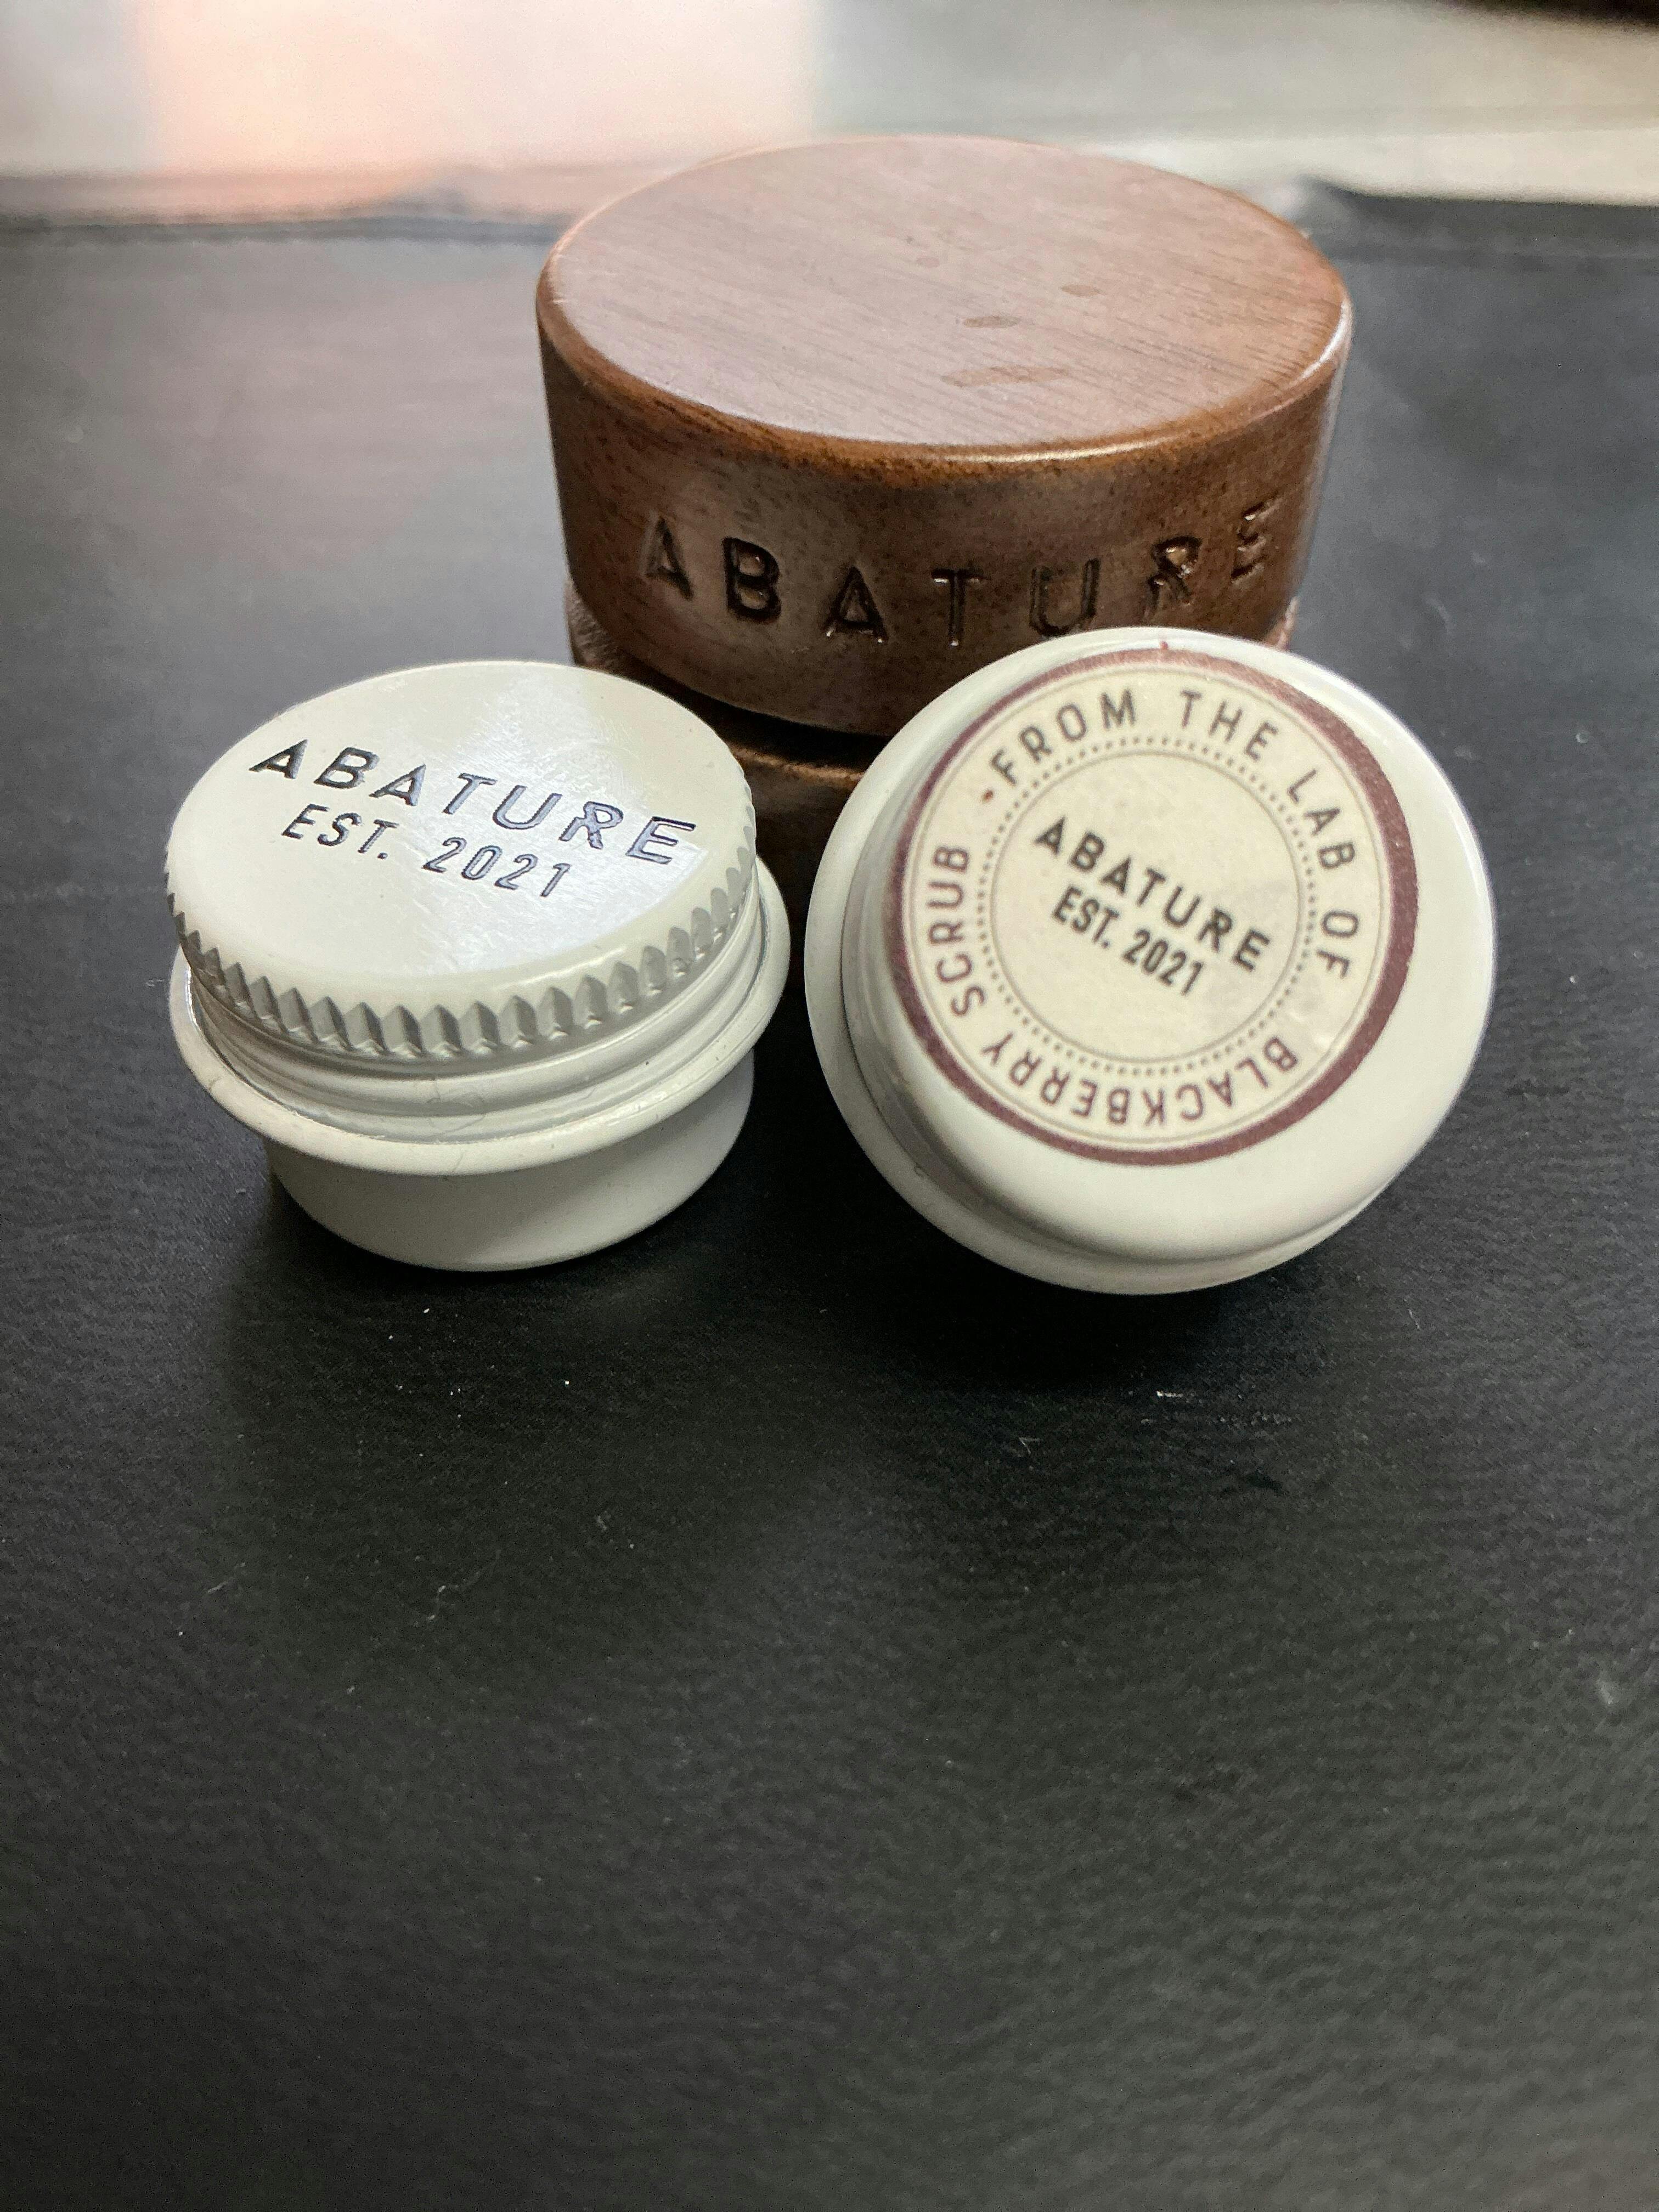 ABATURE
ABATURE
EST. 2021
-FROM THE LAB OF
BLACKBERRY SCRUB
ABATURE
EST. 2021